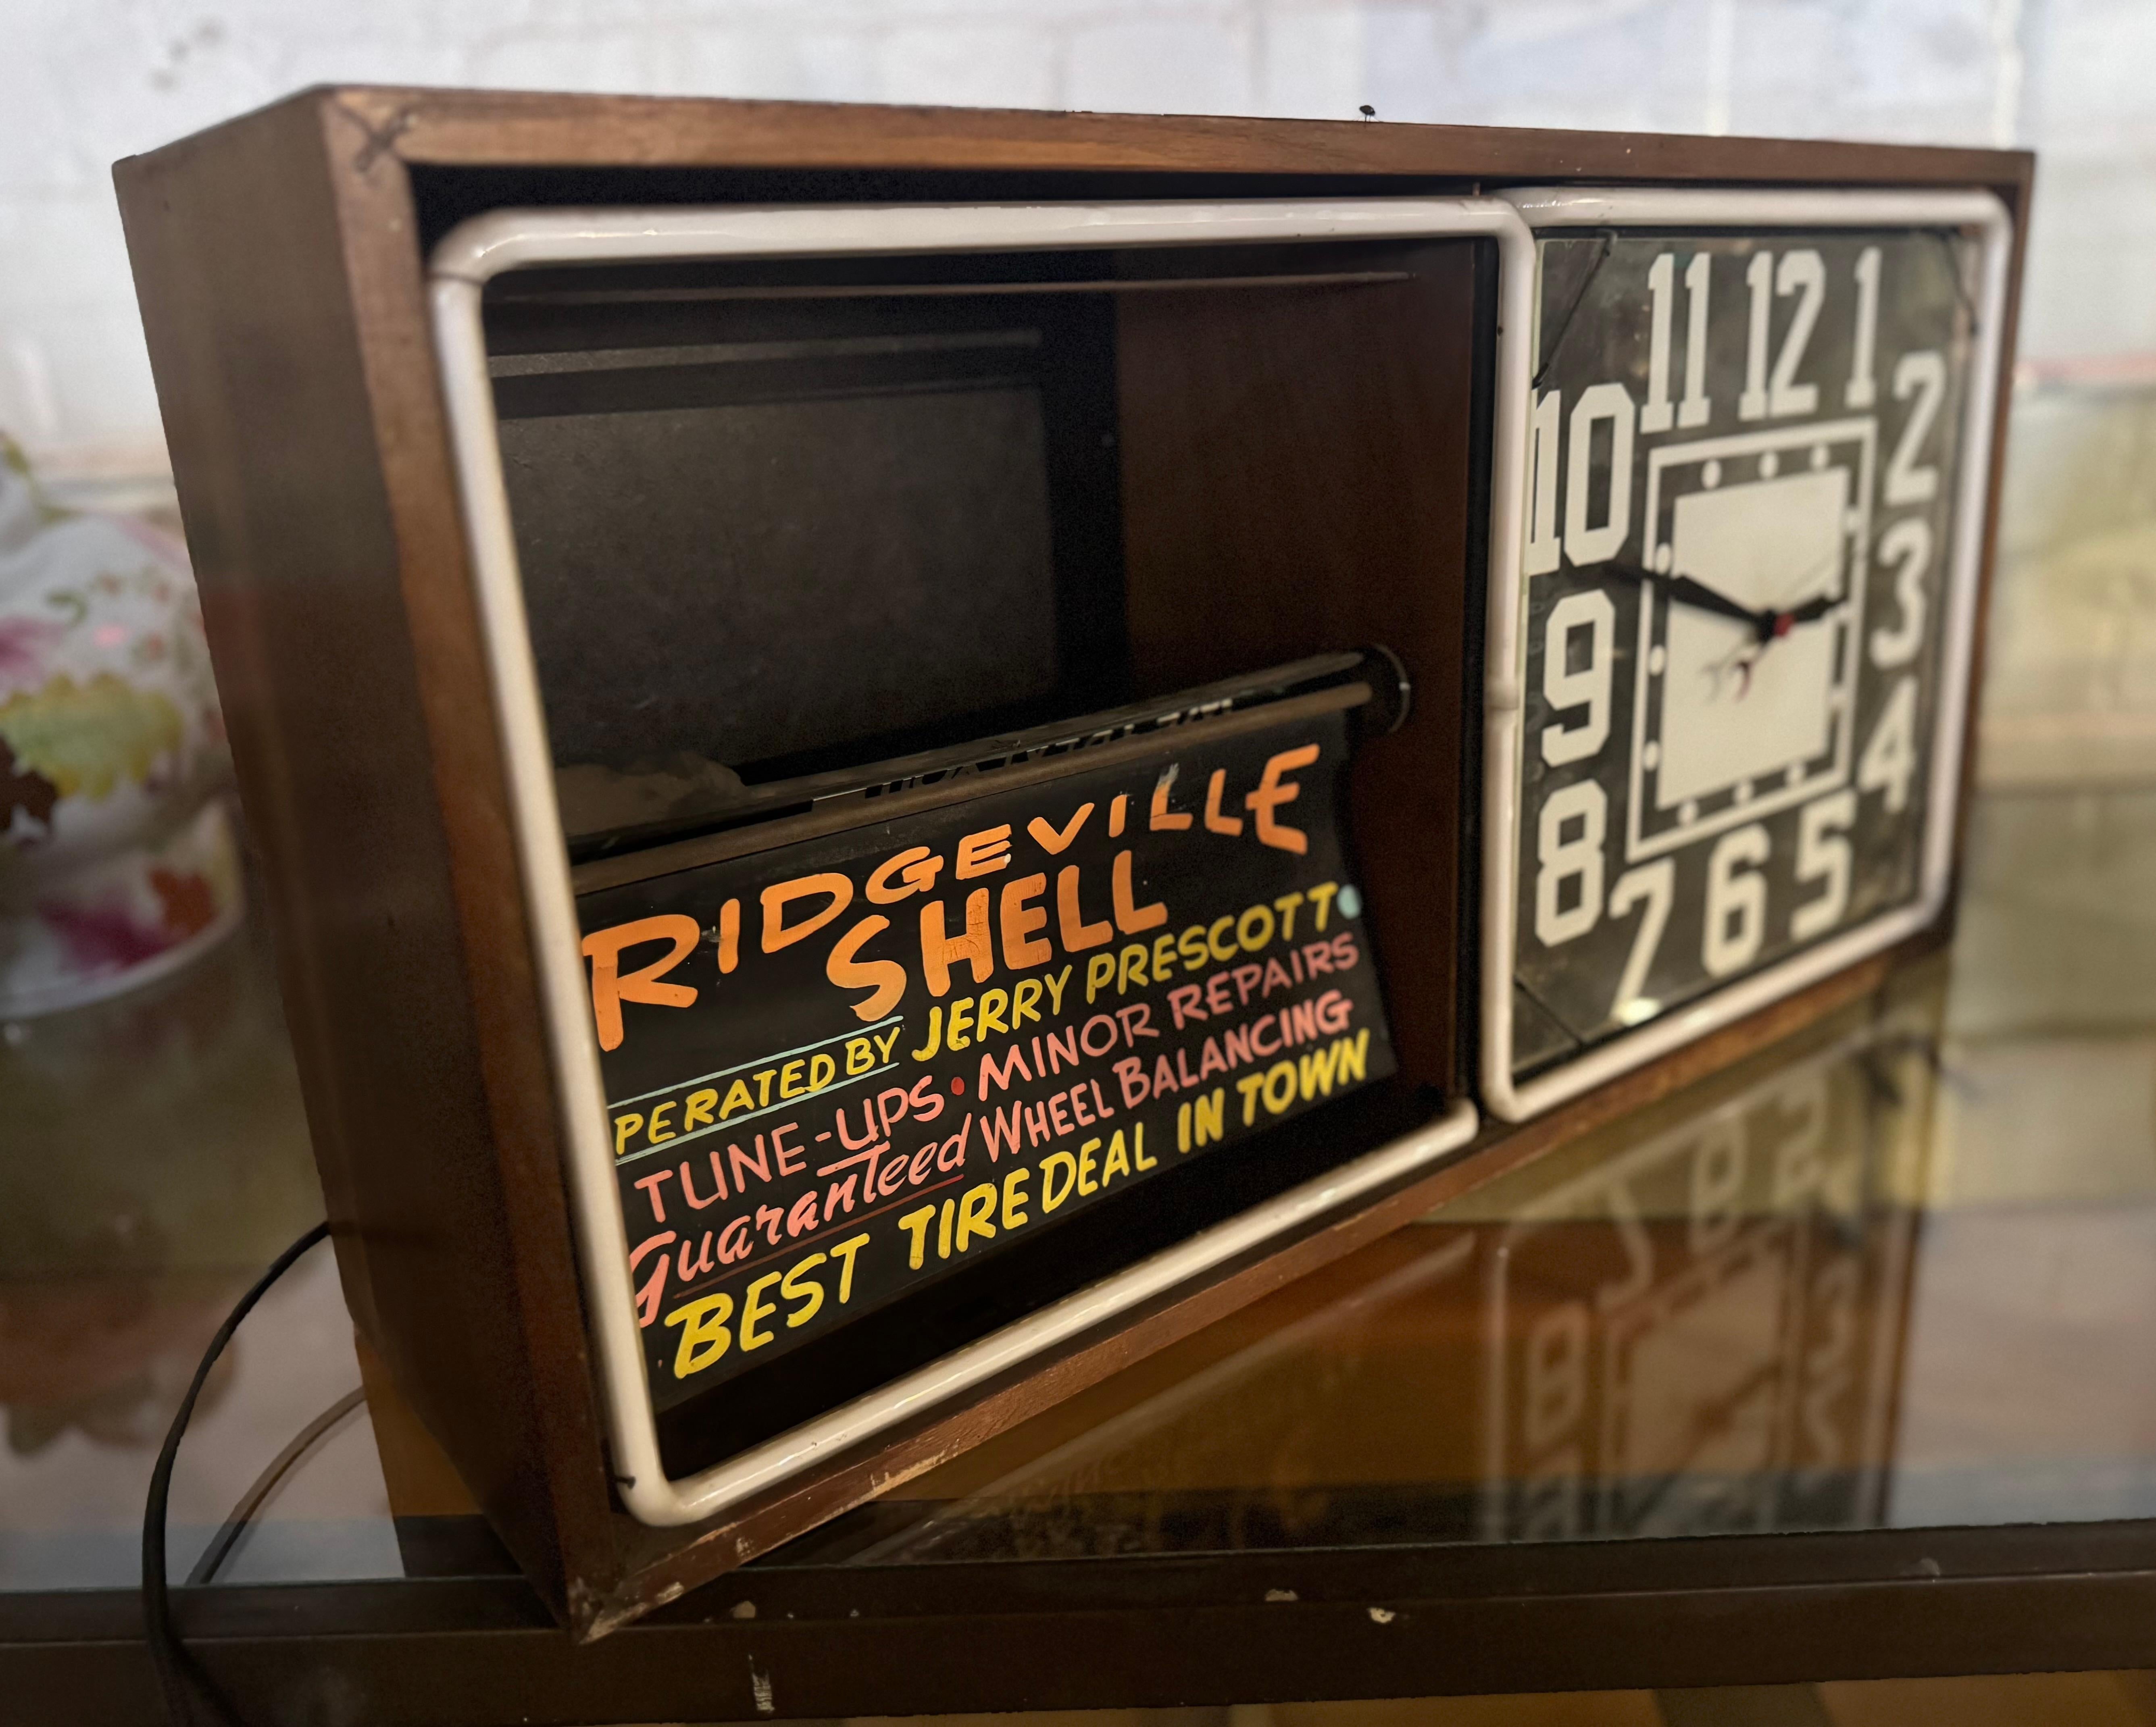 RIDGEVILLE
SHELL
PERATED BY JERRY PRESCOTT
TUNE-UPS • MINOR REPAIRS
Guaranteed WHEEL BALANCING
BEST TIRE DEAL IN TOWN
11 12 1
10 2
9 3
8 4
7 6 5